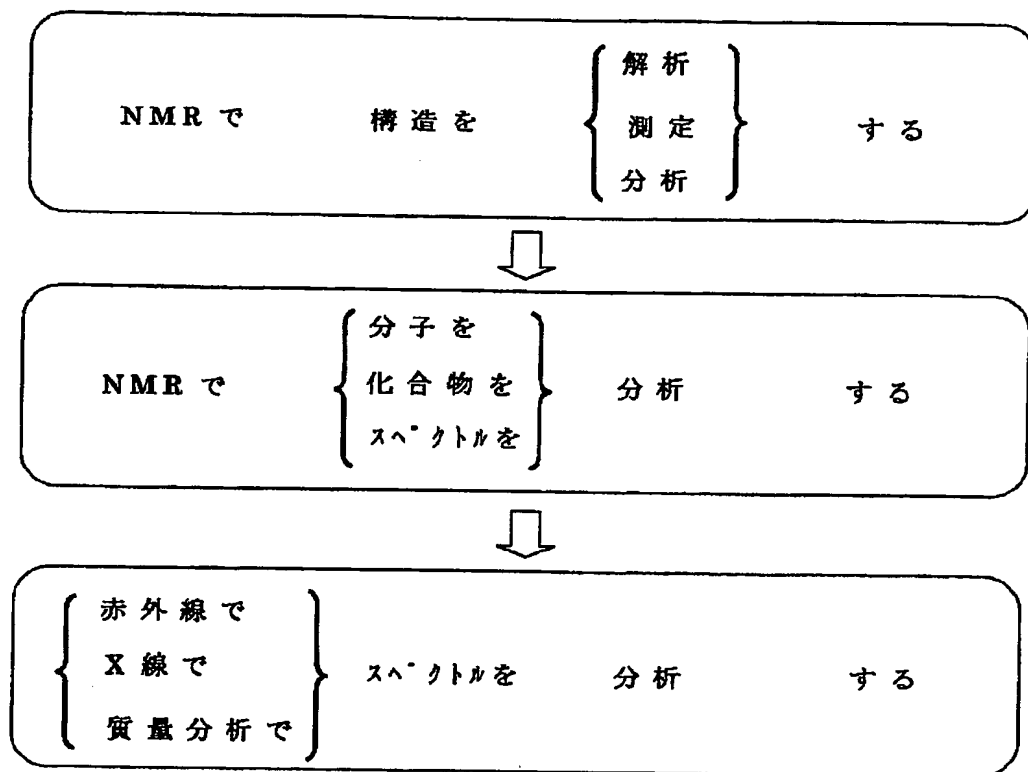 解析
NMRで 構造を 測定 する
分析
分子を
NMRで 化合物を 分析 する
スペクトルを
赤外線で
X線で スペクトルを 分析 する
質量分析で